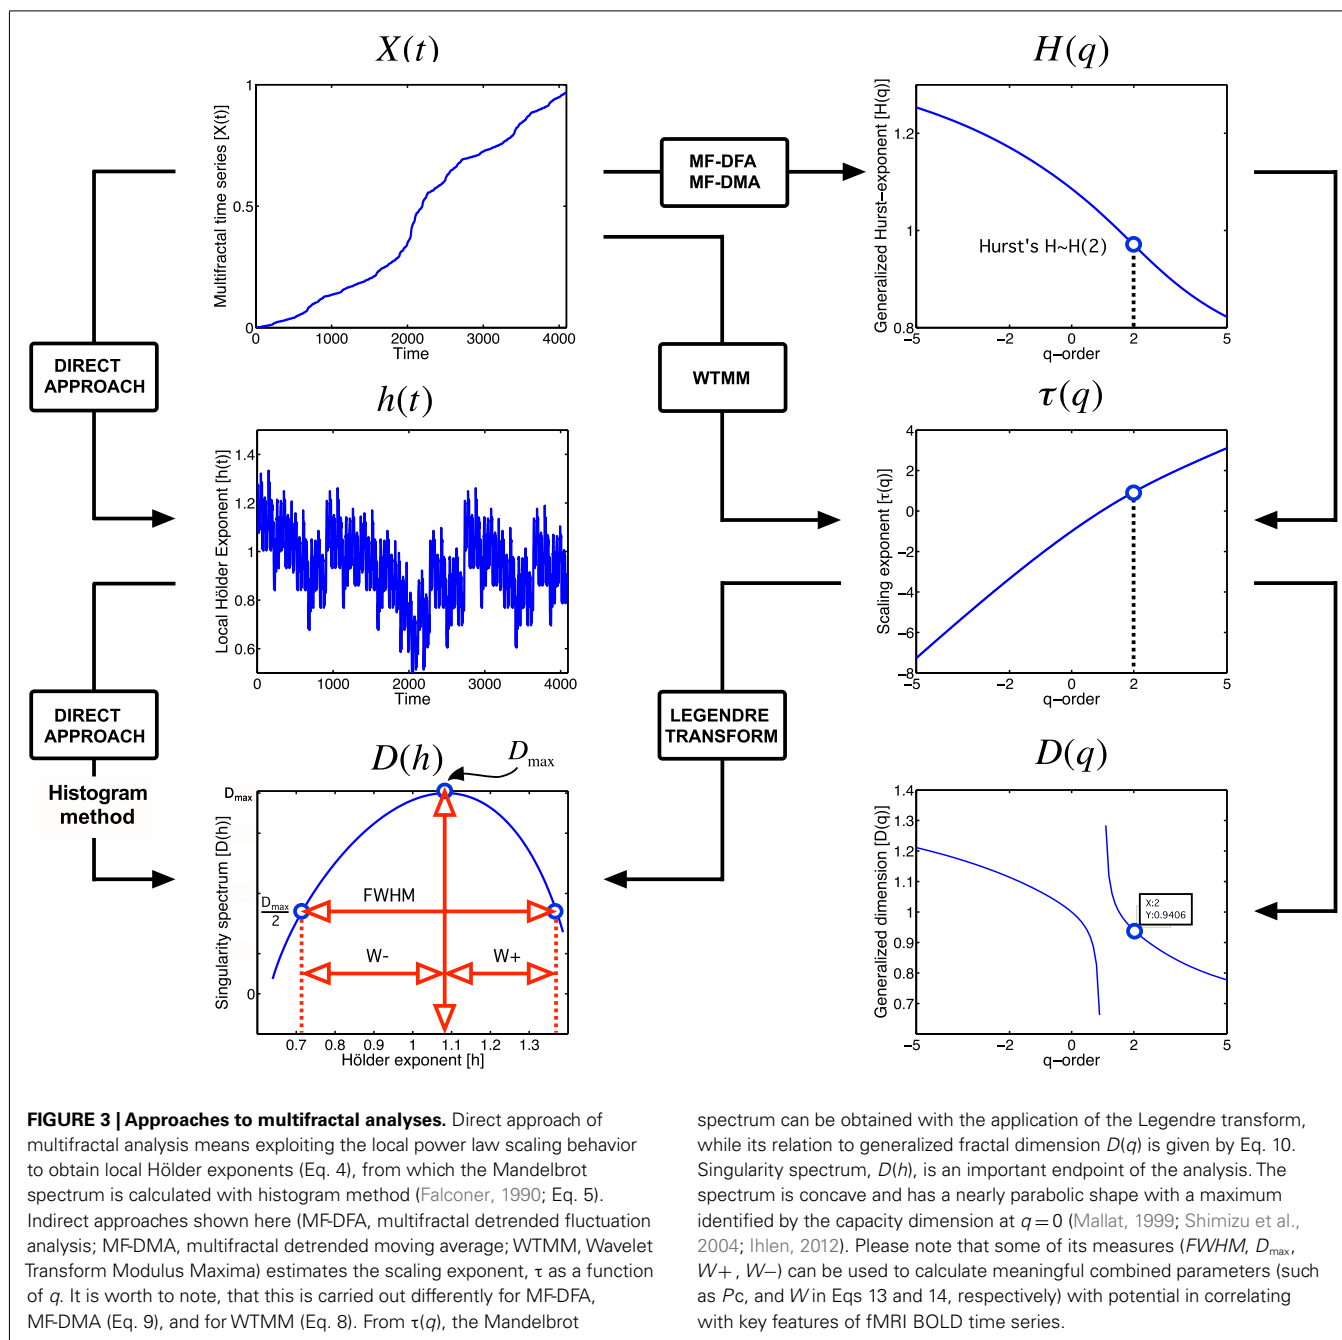 X(t)
Multifractal time series [X(t)]
1
0.5
0
0 1000 2000 3000 4000
Time
MF-DFA
MF-DMA
H(q)
Generalized Hurst-exponent [H(q)]
1.2
1
0.8
Hurst's H~H(2)
-5 -2 0 2 5
q-order
DIRECT
APPROACH
WTMM
h(t)
Local Hölder Exponent [h(t)]
1.4
1.2
1
0.8
0.6
0 1000 2000 3000 4000
Time
τ(q)
Scaling exponent [τ(q)]
4
2
0
-2
-4
-6
-8
-5 -2 0 2 5
q-order
DIRECT
APPROACH
Histogram
method
LEGENDRE
TRANSFORM
D(h)
Dmax
Singularity spectrum [D(h)]
Dmax
Dmax
2
0
FWHM
W-
W+
0.7 0.8 0.9 1 1.1 1.2 1.3
Hölder exponent [h]
D(q)
Generalized dimension [D(q)]
1.4
1.3
1.2
1.1
1
0.9
0.8
0.7
X:2
Y:0.9406
-5 -2 0 2 5
q-order
FIGURE 3 | Approaches to multifractal analyses. Direct approach of
multifractal analysis means exploiting the local power law scaling behavior
to obtain local Hölder exponents (Eq. 4), from which the Mandelbrot
spectrum is calculated with histogram method (Falconer, 1990; Eq. 5).
Indirect approaches shown here (MF-DFA, multifractal detrended fluctuation
analysis; MF-DMA, multifractal detrended moving average; WTMM, Wavelet
Transform Modulus Maxima) estimates the scaling exponent, τ as a function
of q. It is worth to note, that this is carried out differently for MF-DFA,
MF-DMA (Eq. 9), and for WTMM (Eq. 8). From τ(q), the Mandelbrot
spectrum can be obtained with the application of the Legendre transform,
while its relation to generalized fractal dimension D(q) is given by Eq. 10.
Singularity spectrum, D(h), is an important endpoint of the analysis. The
spectrum is concave and has a nearly parabolic shape with a maximum
identified by the capacity dimension at q = 0 (Mallat, 1999; Shimizu et al.,
2004; Ihlen, 2012). Please note that some of its measures (FWHM, Dmax,
W+, W−) can be used to calculate meaningful combined parameters (such
as Pc, and W in Eqs 13 and 14, respectively) with potential in correlating
with key features of fMRI BOLD time series.